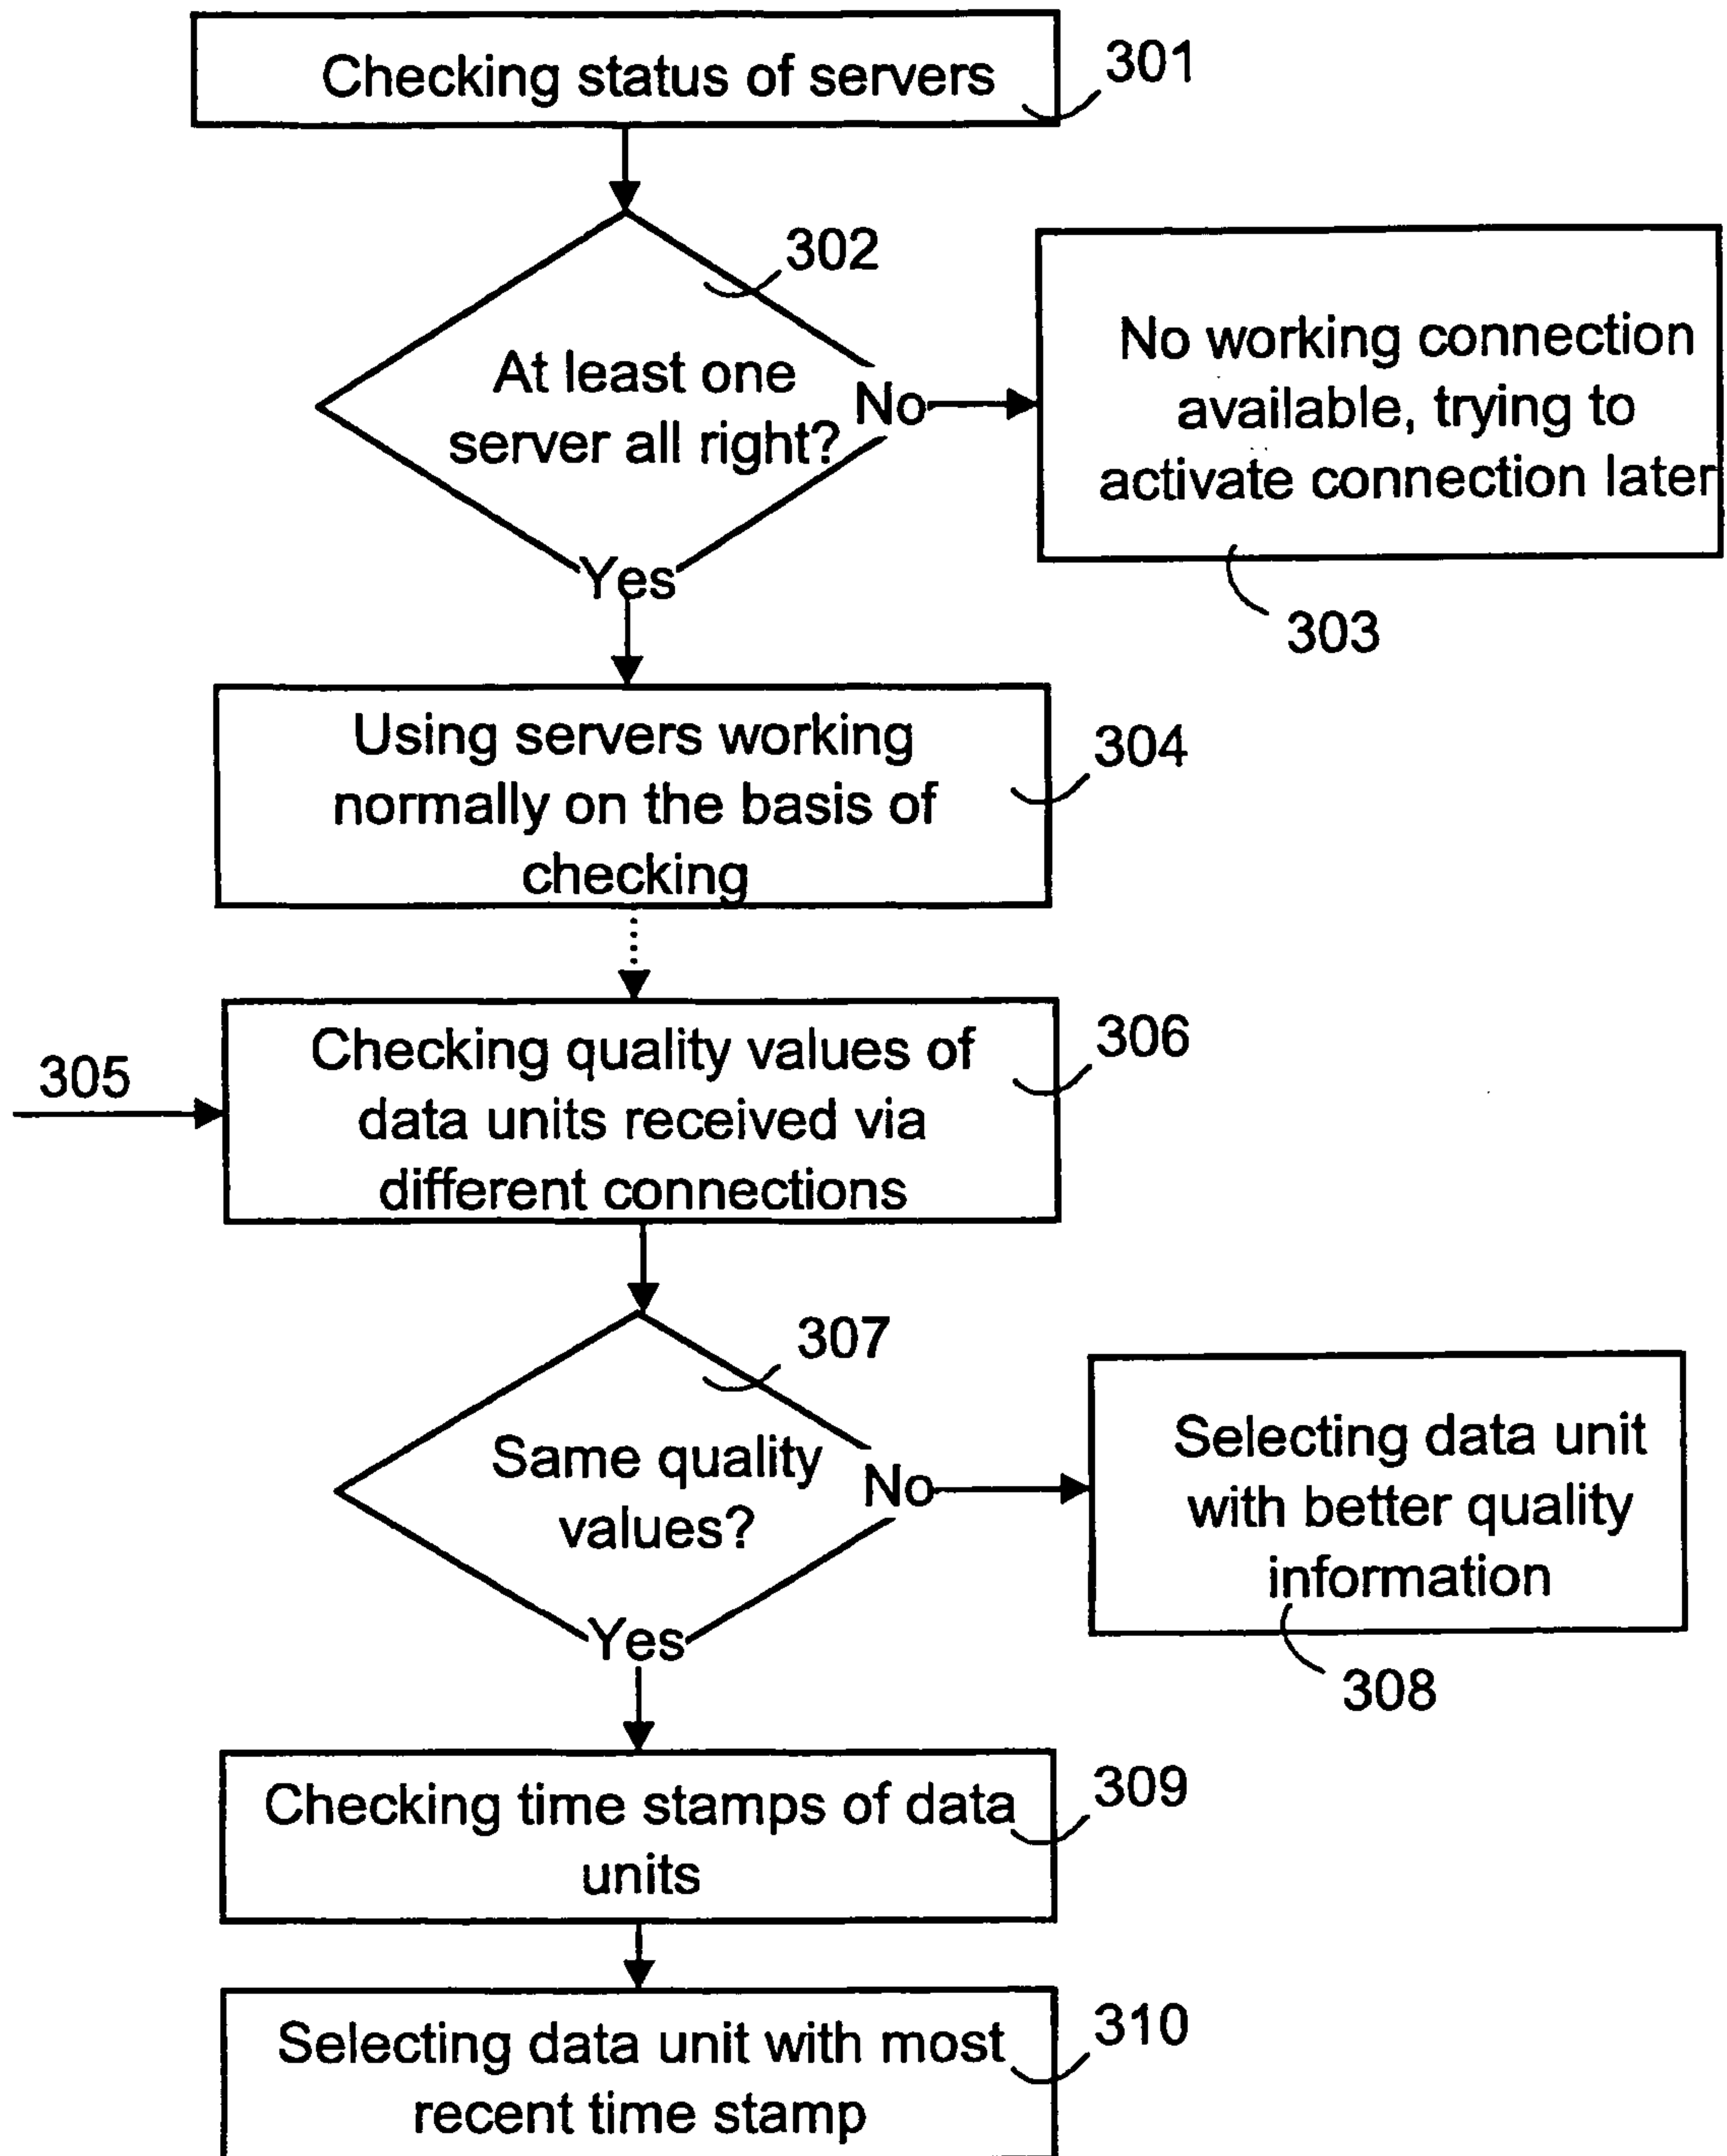 Checking status of servers
301
302
At least one
server all right?
No
Yes
No working connection
available, trying to
activate connection later
303
Using servers working
normally on the basis of
checking
304
305
Checking quality values of
data units received via
different connections
306
307
Same quality
values?
No
Yes
Selecting data unit
with better quality
information
308
Checking time stamps of data
units
309
Selecting data unit with most
recent time stamp
310